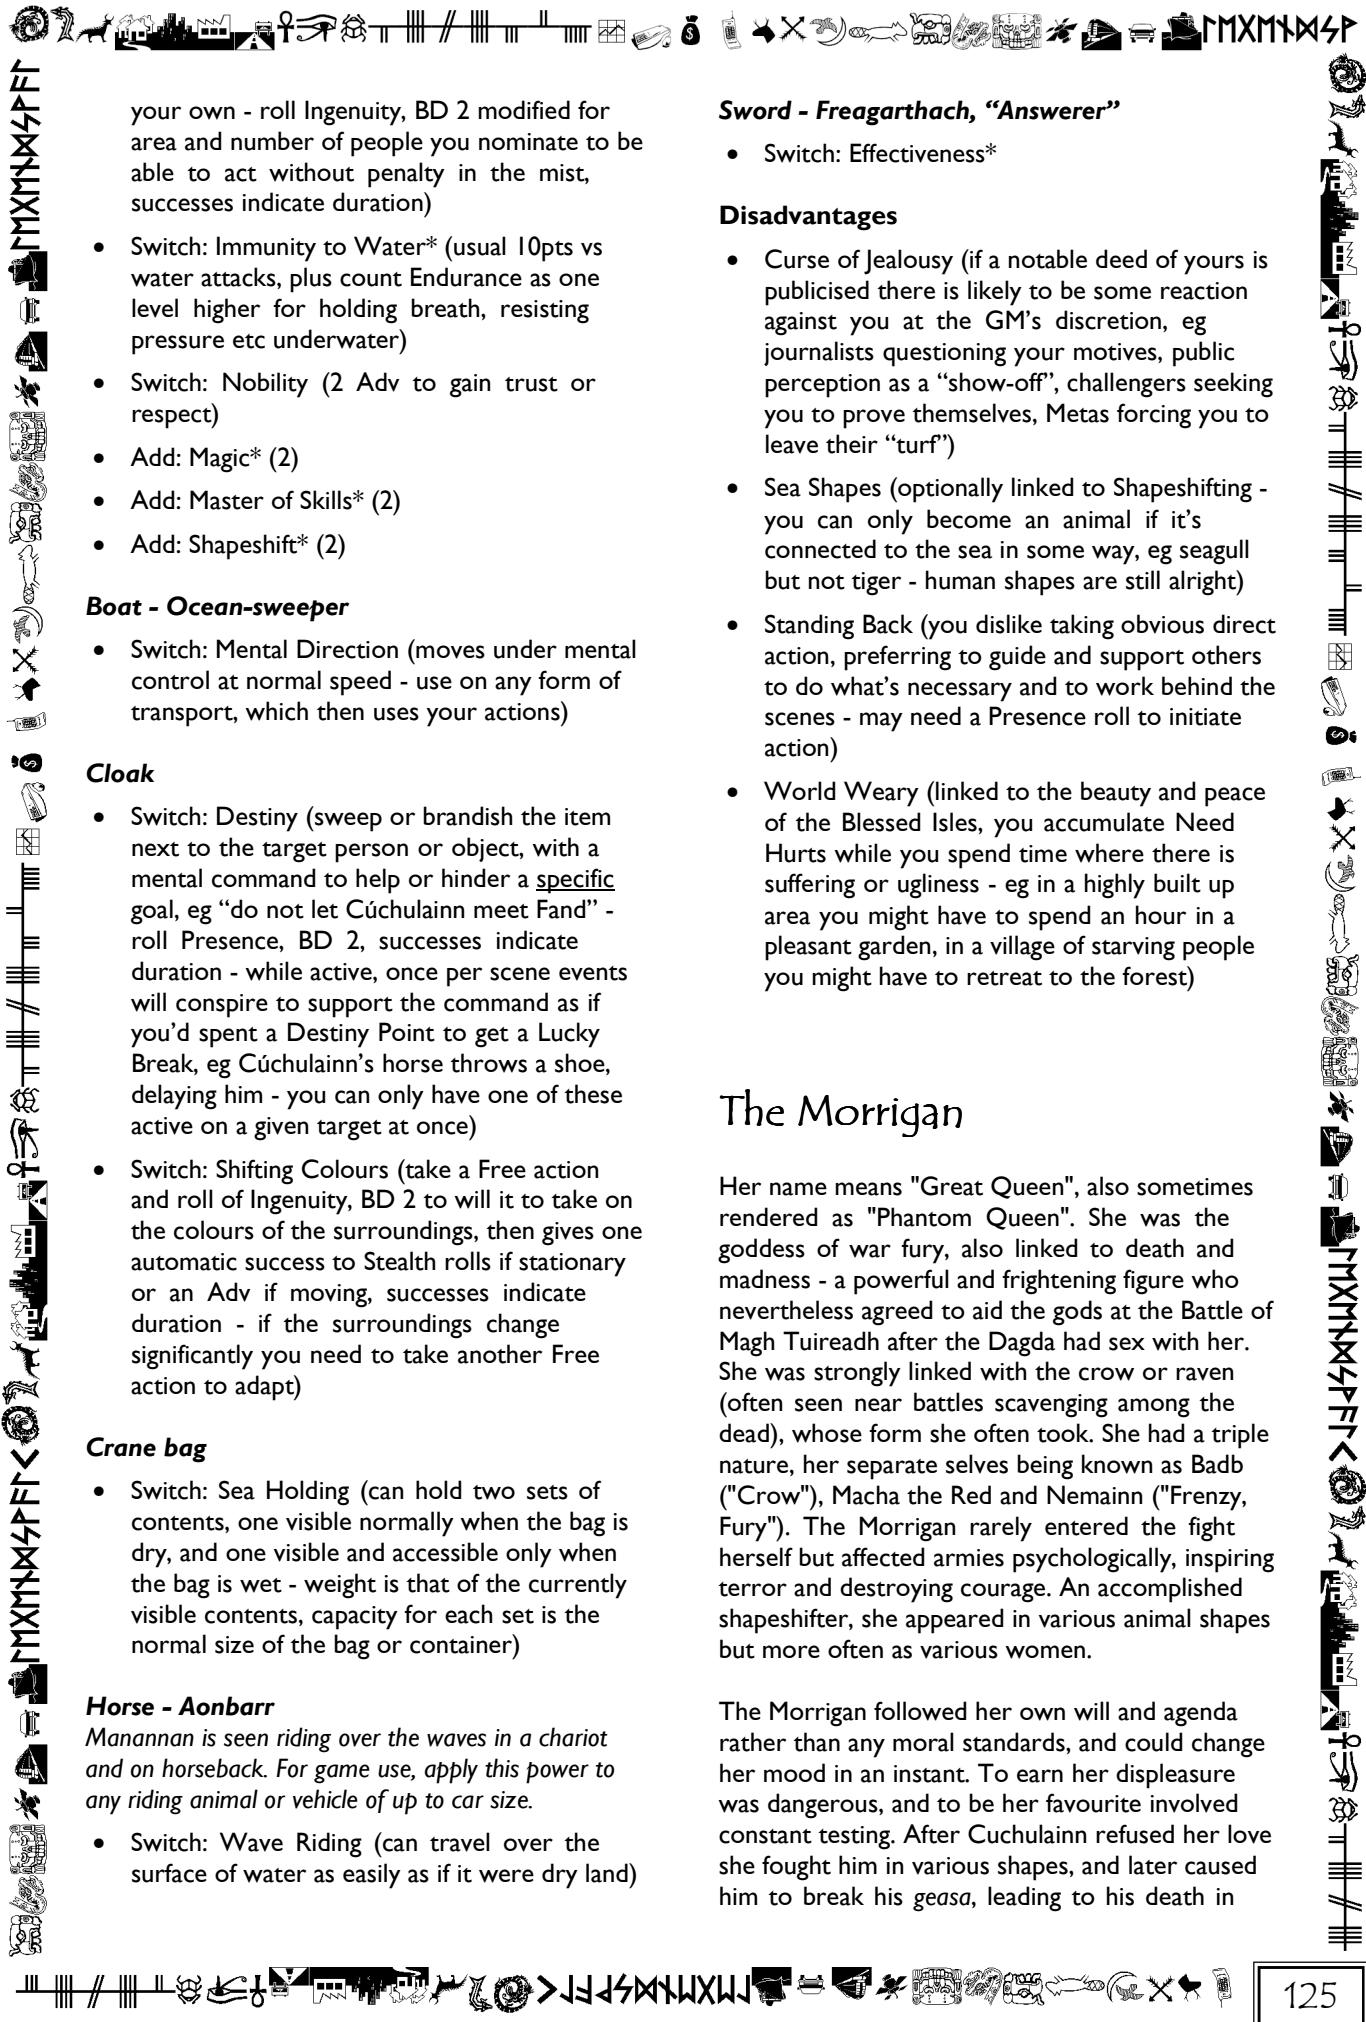 your own - roll Ingenuity, BD 2 modified for
area and number of people you nominate to be
able to act without penalty in the mist,
successes indicate duration)
• Switch: Immunity to Water* (usual 10pts vs
water attacks, plus count Endurance as one
level higher for holding breath, resisting
pressure etc underwater)
• Switch: Nobility (2 Adv to gain trust or
respect)
• Add: Magic* (2)
• Add: Master of Skills* (2)
• Add: Shapeshift* (2)
Boat - Ocean-sweeper
• Switch: Mental Direction (moves under mental
control at normal speed - use on any form of
transport, which then uses your actions)
Cloak
• Switch: Destiny (sweep or brandish the item
next to the target person or object, with a
mental command to help or hinder a specific
goal, eg “do not let Cúchulainn meet Fand” -
roll Presence, BD 2, successes indicate
duration - while active, once per scene events
will conspire to support the command as if
you’d spent a Destiny Point to get a Lucky
Break, eg Cúchulainn’s horse throws a shoe,
delaying him - you can only have one of these
active on a given target at once)
• Switch: Shifting Colours (take a Free action
and roll of Ingenuity, BD 2 to will it to take on
the colours of the surroundings, then gives one
automatic success to Stealth rolls if stationary
or an Adv if moving, successes indicate
duration - if the surroundings change
significantly you need to take another Free
action to adapt)
Crane bag
• Switch: Sea Holding (can hold two sets of
contents, one visible normally when the bag is
dry, and one visible and accessible only when
the bag is wet - weight is that of the currently
visible contents, capacity for each set is the
normal size of the bag or container)
Horse - Aonbarr
Manannan is seen riding over the waves in a chariot
and on horseback. For game use, apply this power to
any riding animal or vehicle of up to car size.
• Switch: Wave Riding (can travel over the
surface of water as easily as if it were dry land)
Sword - Freagarthach, “Answerer”
• Switch: Effectiveness*
Disadvantages
• Curse of Jealousy (if a notable deed of yours is
publicised there is likely to be some reaction
against you at the GM’s discretion, eg
journalists questioning your motives, public
perception as a “show-off”, challengers seeking
you to prove themselves, Metas forcing you to
leave their “turf”)
• Sea Shapes (optionally linked to Shapeshifting -
you can only become an animal if it’s
connected to the sea in some way, eg seagull
but not tiger - human shapes are still alright)
• Standing Back (you dislike taking obvious direct
action, preferring to guide and support others
to do what’s necessary and to work behind the
scenes - may need a Presence roll to initiate
action)
• World Weary (linked to the beauty and peace
of the Blessed Isles, you accumulate Need
Hurts while you spend time where there is
suffering or ugliness - eg in a highly built up
area you might have to spend an hour in a
pleasant garden, in a village of starving people
you might have to retreat to the forest)
The Morrigan
Her name means "Great Queen", also sometimes
rendered as "Phantom Queen". She was the
goddess of war fury, also linked to death and
madness - a powerful and frightening figure who
nevertheless agreed to aid the gods at the Battle of
Magh Tuireadh after the Dagda had sex with her.
She was strongly linked with the crow or raven
(often seen near battles scavenging among the
dead), whose form she often took. She had a triple
nature, her separate selves being known as Badb
("Crow"), Macha the Red and Nemainn ("Frenzy,
Fury"). The Morrigan rarely entered the fight
herself but affected armies psychologically, inspiring
terror and destroying courage. An accomplished
shapeshifter, she appeared in various animal shapes
but more often as various women.
The Morrigan followed her own will and agenda
rather than any moral standards, and could change
her mood in an instant. To earn her displeasure
was dangerous, and to be her favourite involved
constant testing. After Cuchulainn refused her love
she fought him in various shapes, and later caused
him to break his geasa, leading to his death in
125